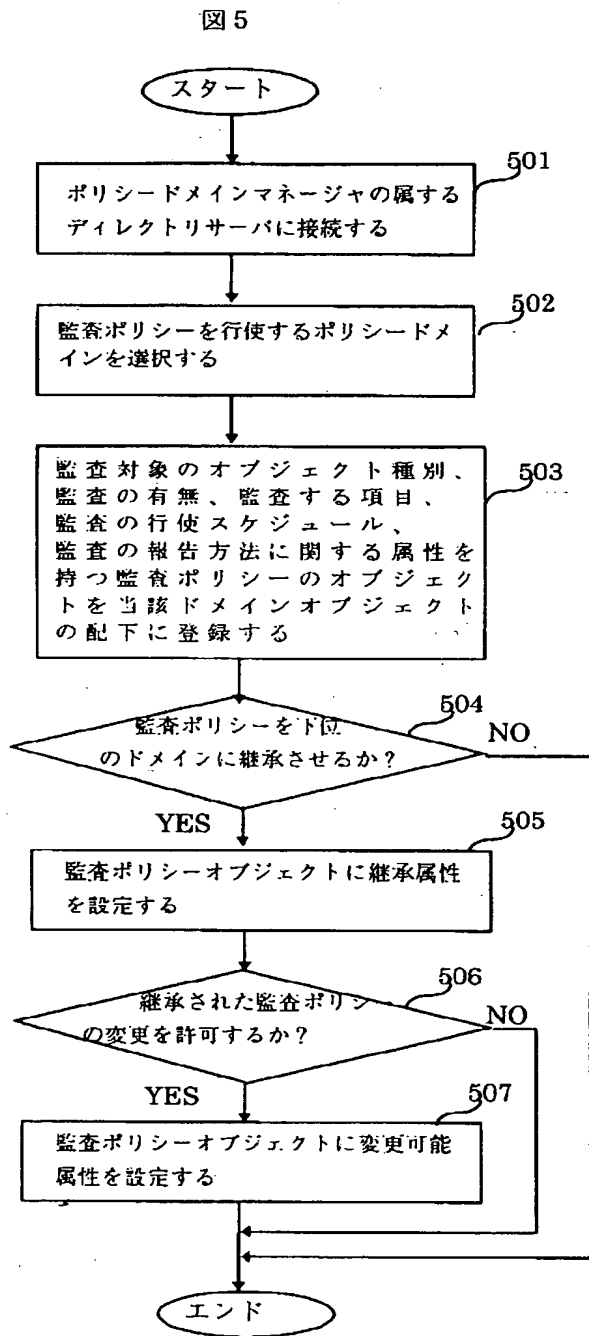 図5
スタート
501
ポリシードメインマネージャの属する
ディレクトリサーバに接続する
502
監査ポリシーを行使するポリシードメ
インを選択する
503
監査対象のオブジェクト種別、
監査の有無、監査する項目、
監査の行使スケジュール、
監査の報告方法に関する属性を
持つ監査ポリシーのオブジェク
トを当該ドメインオブジェクト
の配下に登録する
504
監査ポリシーを下位
のドメインに継承させるか?
NO
YES
505
監査ポリシーオブジェクトに継承属性
を設定する
506
継承された監査ポリシ
の変更を許可するか?
NO
YES
507
監査ポリシーオブジェクトに変更可能
属性を設定する
エンド